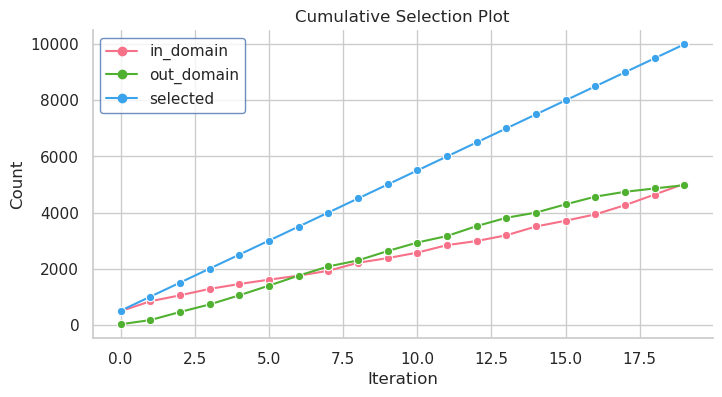 Cumulative Selection Plot
in_domain
out_domain
selected
Count
10000
8000
6000
4000
2000
0
0.0 2.5 5.0 7.5 10.0 12.5 15.0 17.5
Iteration